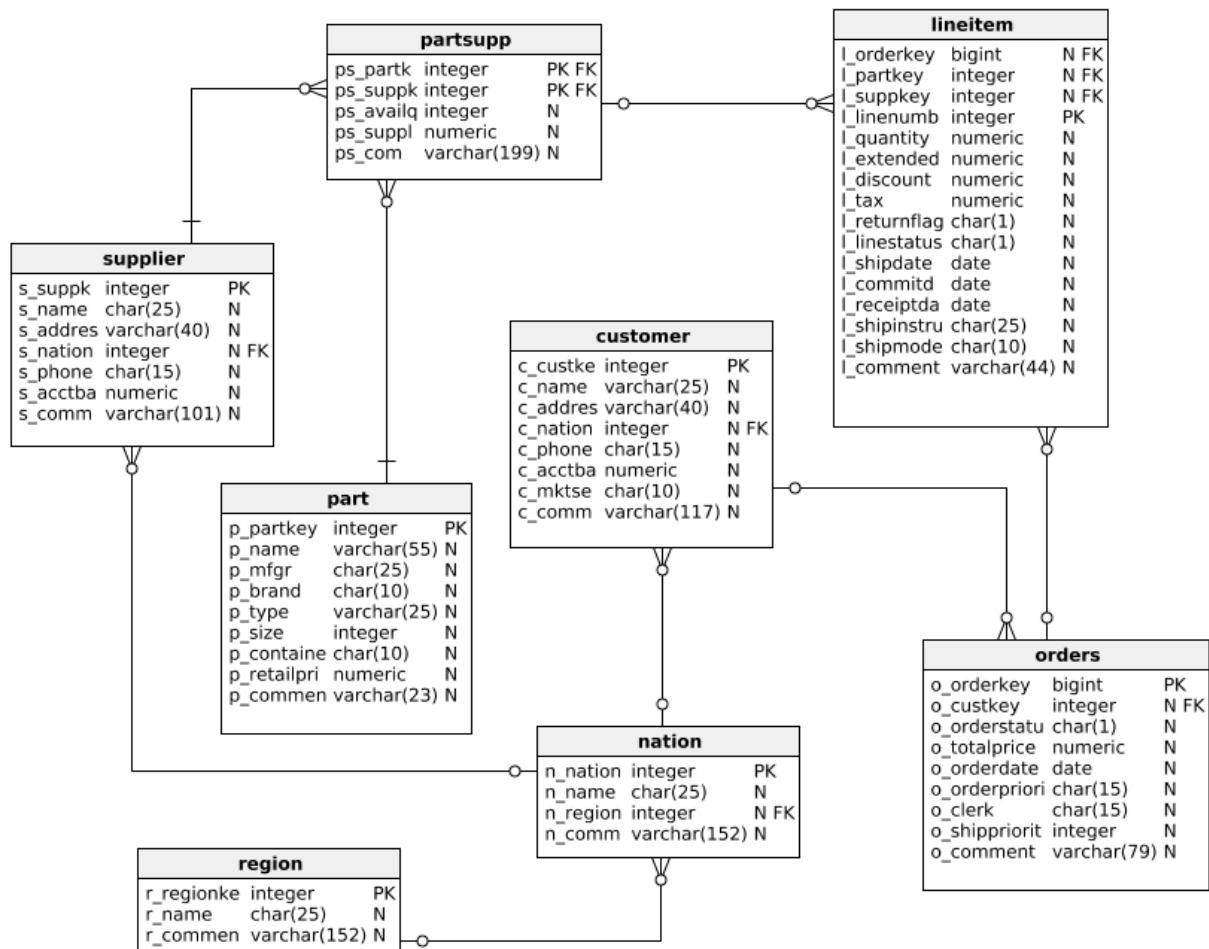 partsupp
ps_partk integer PK FK
ps_suppk integer PK FK
ps_availq integer N
ps_suppl numeric N
ps_com varchar(199) N
lineitem
l_orderkey bigint N FK
l_partkey integer N FK
l_suppkey integer N FK
l_linenumb integer PK
l_quantity numeric N
l_extended numeric N
l_discount numeric N
l_tax numeric N
l_returnflag char(1) N
l_linestatus char(1) N
l_shipdate date N
l_commitd date N
l_receiptda date N
l_shipinstru char(25) N
l_shipmode char(10) N
l_comment varchar(44) N
supplier
s_suppk integer PK
s_name char(25) N
s_addres varchar(40) N
s_nation integer N FK
s_phone char(15) N
s_acctba numeric N
s_comm varchar(101) N
customer
c_custke integer PK
c_name varchar(25) N
c_addres varchar(40) N
c_nation integer N FK
c_phone char(15) N
c_acctba numeric N
c_mktse char(10) N
c_comm varchar(117) N
part
p_partkey integer PK
p_name varchar(55) N
p_mfgr char(25) N
p_brand char(10) N
p_type varchar(25) N
p_size integer N
p_containe char(10) N
p_retailpri numeric N
p_commen varchar(23) N
orders
o_orderkey bigint PK
o_custkey integer N FK
o_orderstatu char(1) N
o_totalprice numeric N
o_orderdate date N
o_orderpriori char(15) N
o_clerk char(15) N
o_shippriorit integer N
o_comment varchar(79) N
nation
n_nation integer PK
n_name char(25) N
n_region integer N FK
n_comm varchar(152) N
region
r_regionke integer PK
r_name char(25) N
r_commen varchar(152) N